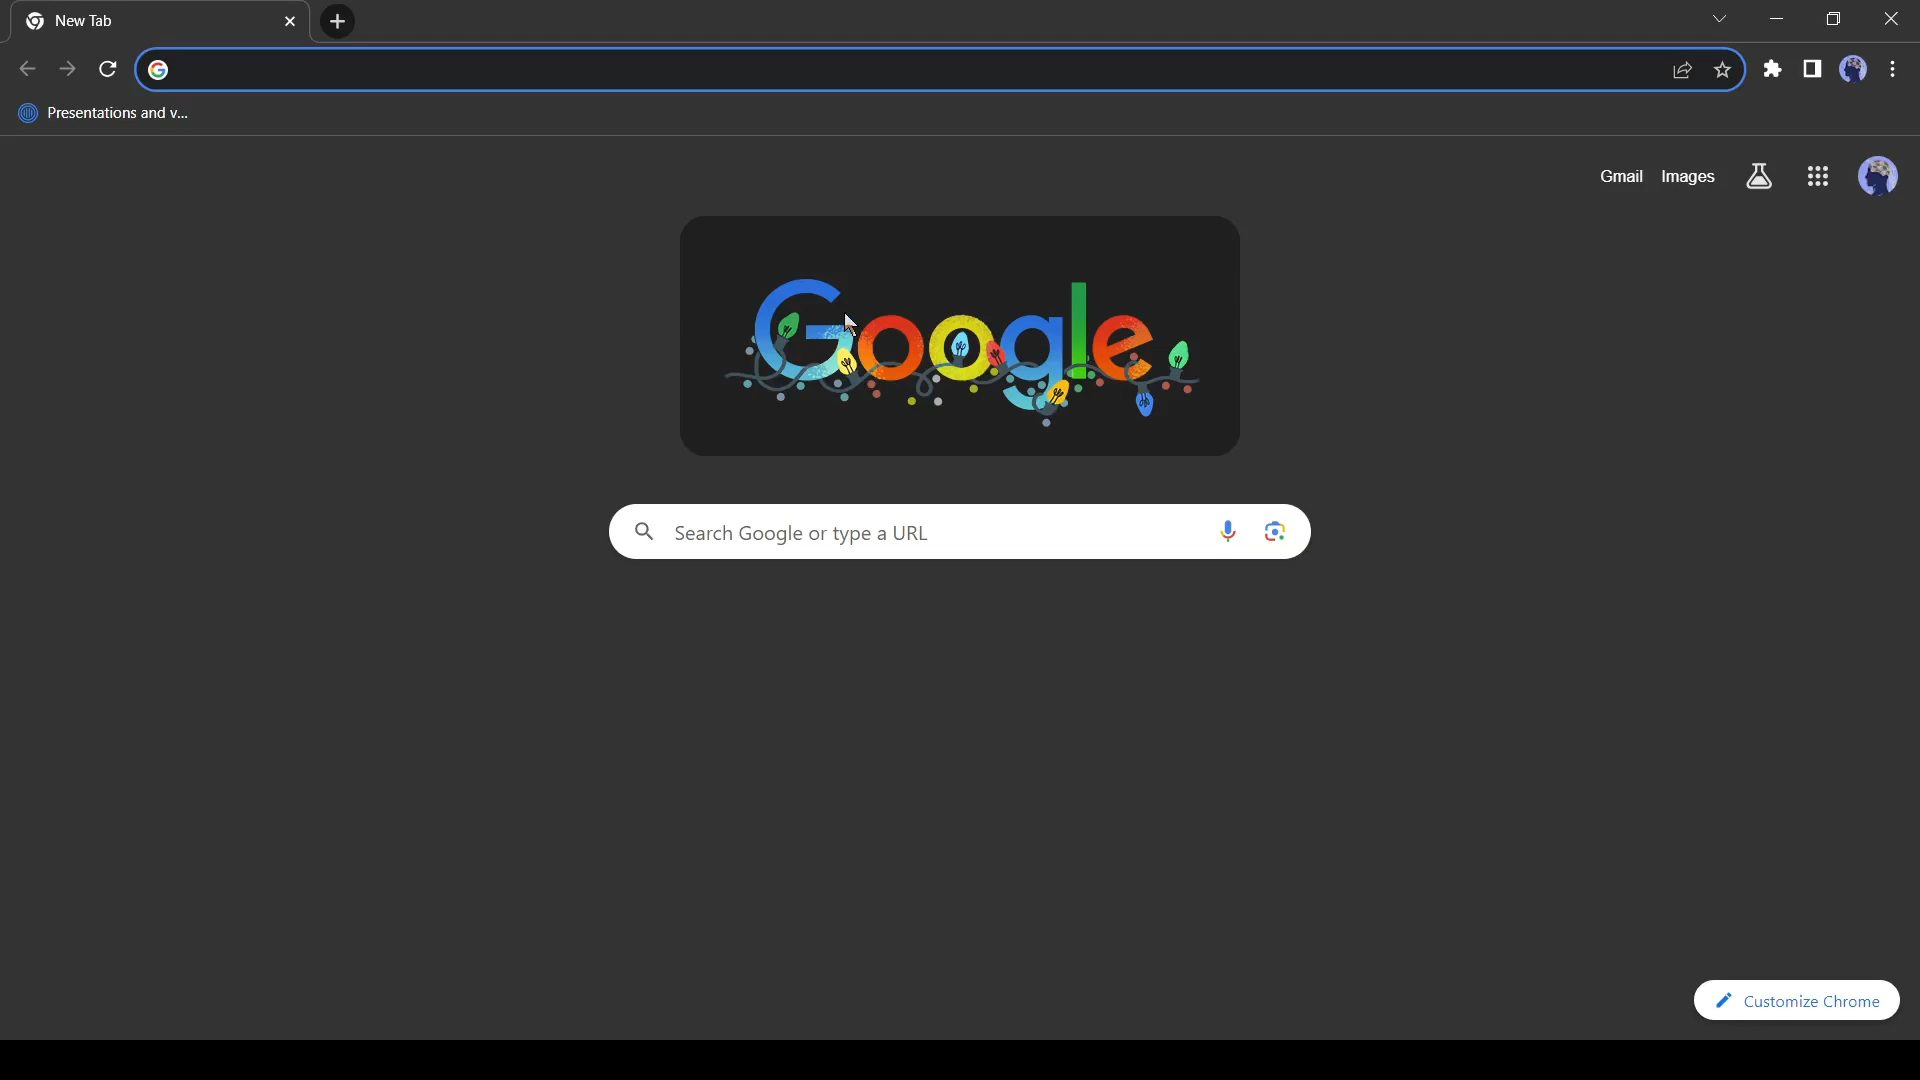 New Tab
Presentations and v...
Gmail Images
Google
Search Google or type a URL
Customize Chrome